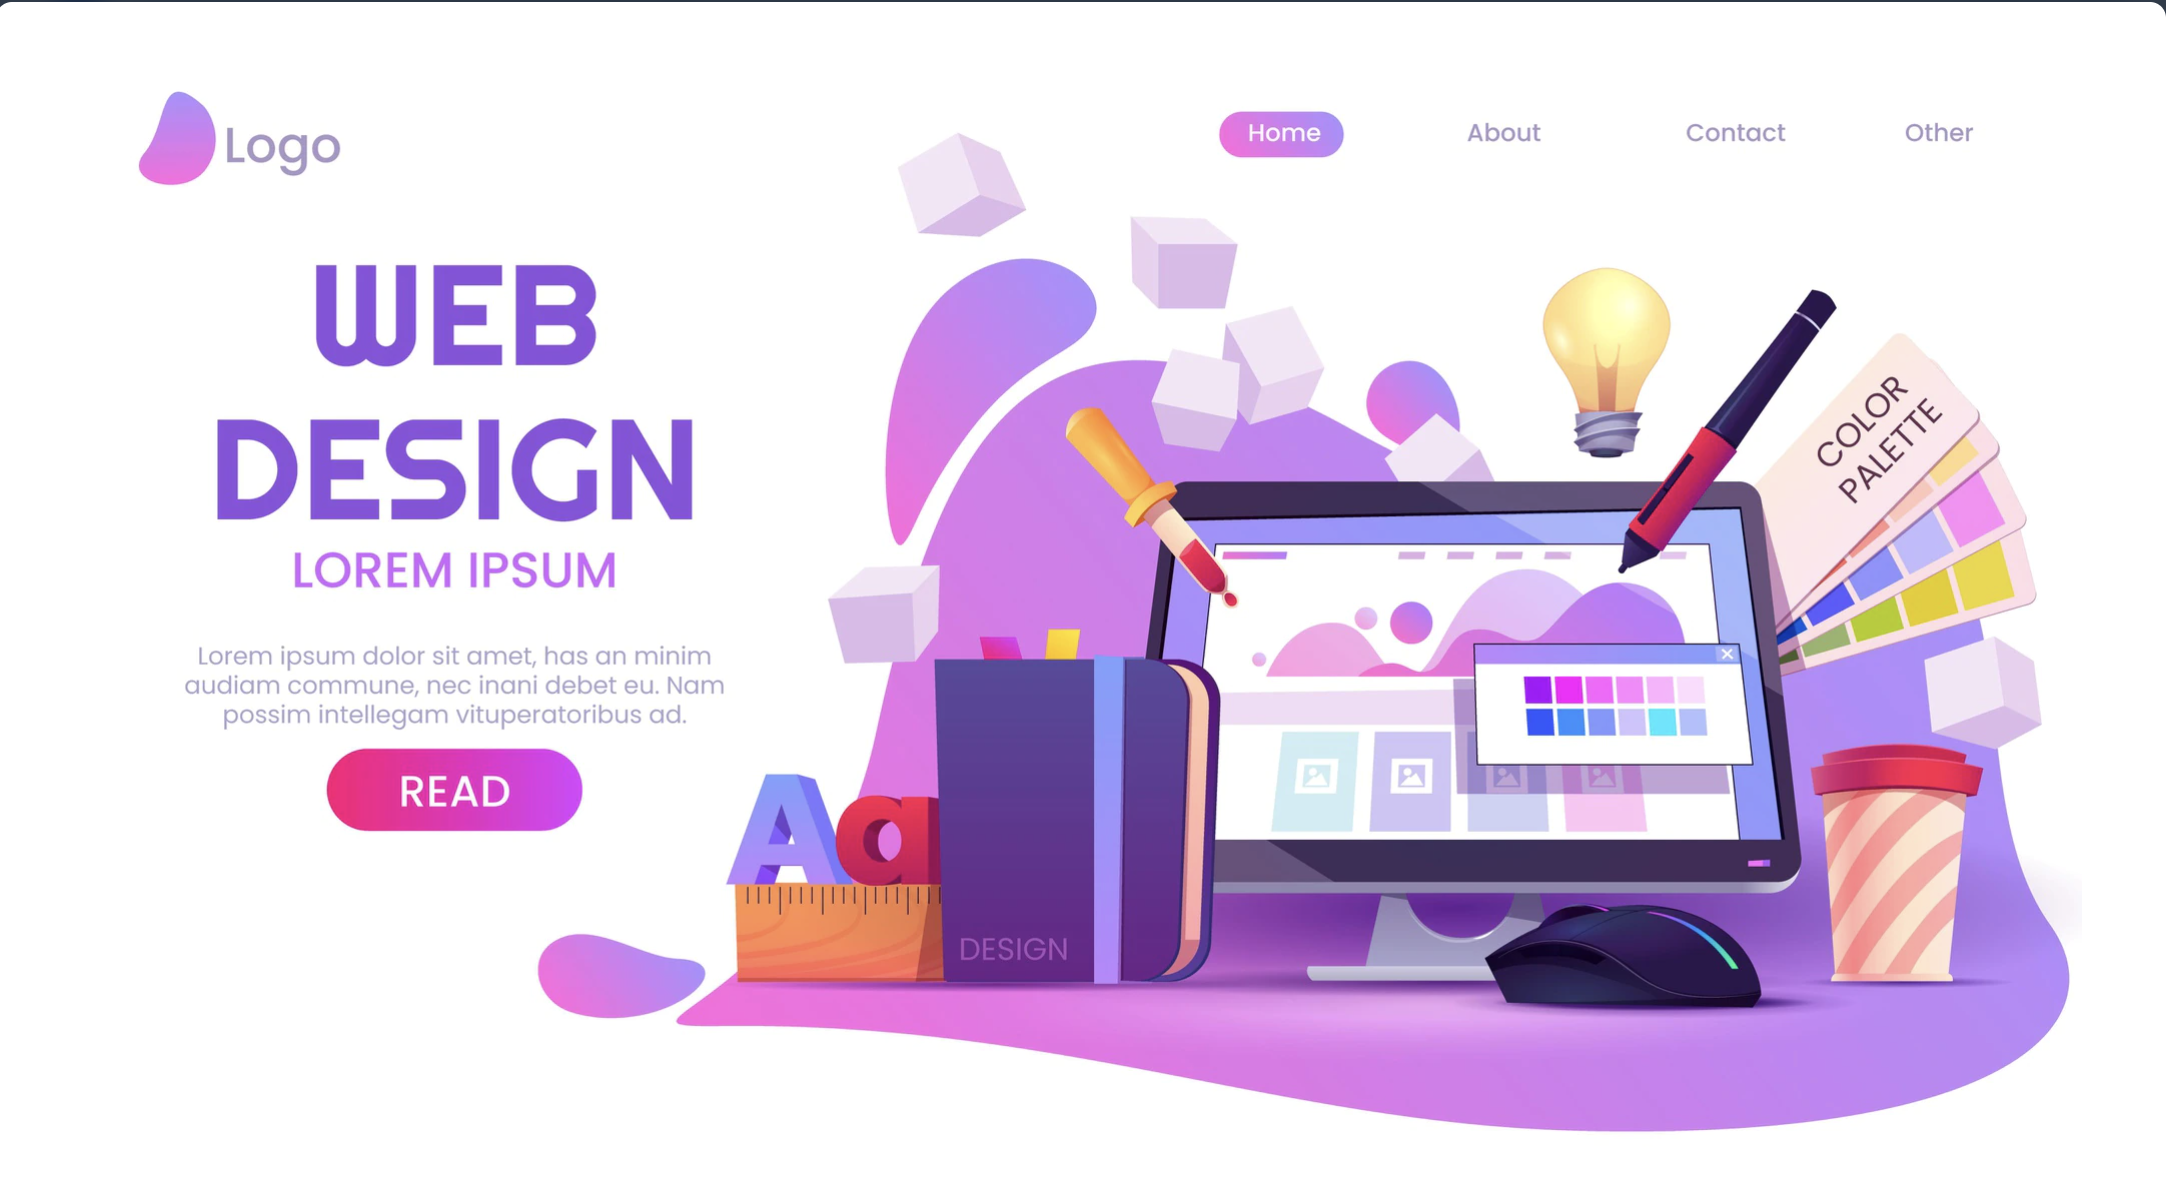 Logo
Home
About
Contact
Other
WEB
DESIGN
LOREM IPSUM
Lorem ipsum dolor sit amet, has an minim
audiam commune, nec inani debet eu. Nam
possim intellegam vituperatoribus ad.
READ
COLOR
PALETTE
Aa
DESIGN